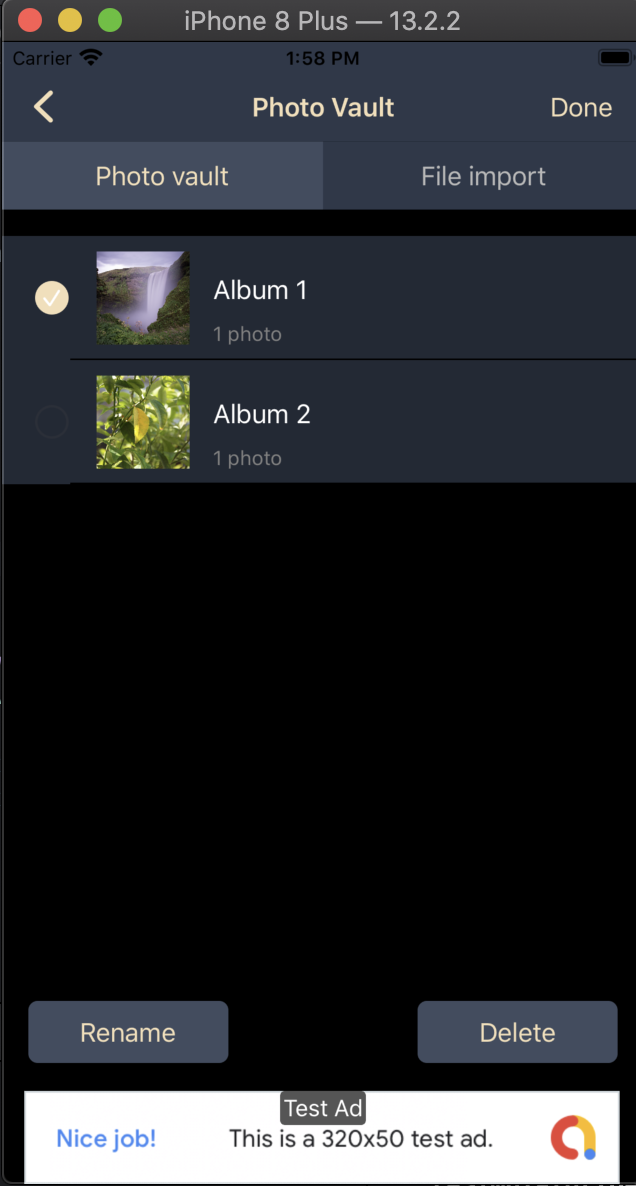 iPhone 8 Plus — 13.2.2
Carrier 1:58 PM
Photo Vault Done
Photo vault File import
Album 1
1 photo
Album 2
1 photo
Rename Delete
Test Ad
Nice job! This is a 320x50 test ad.